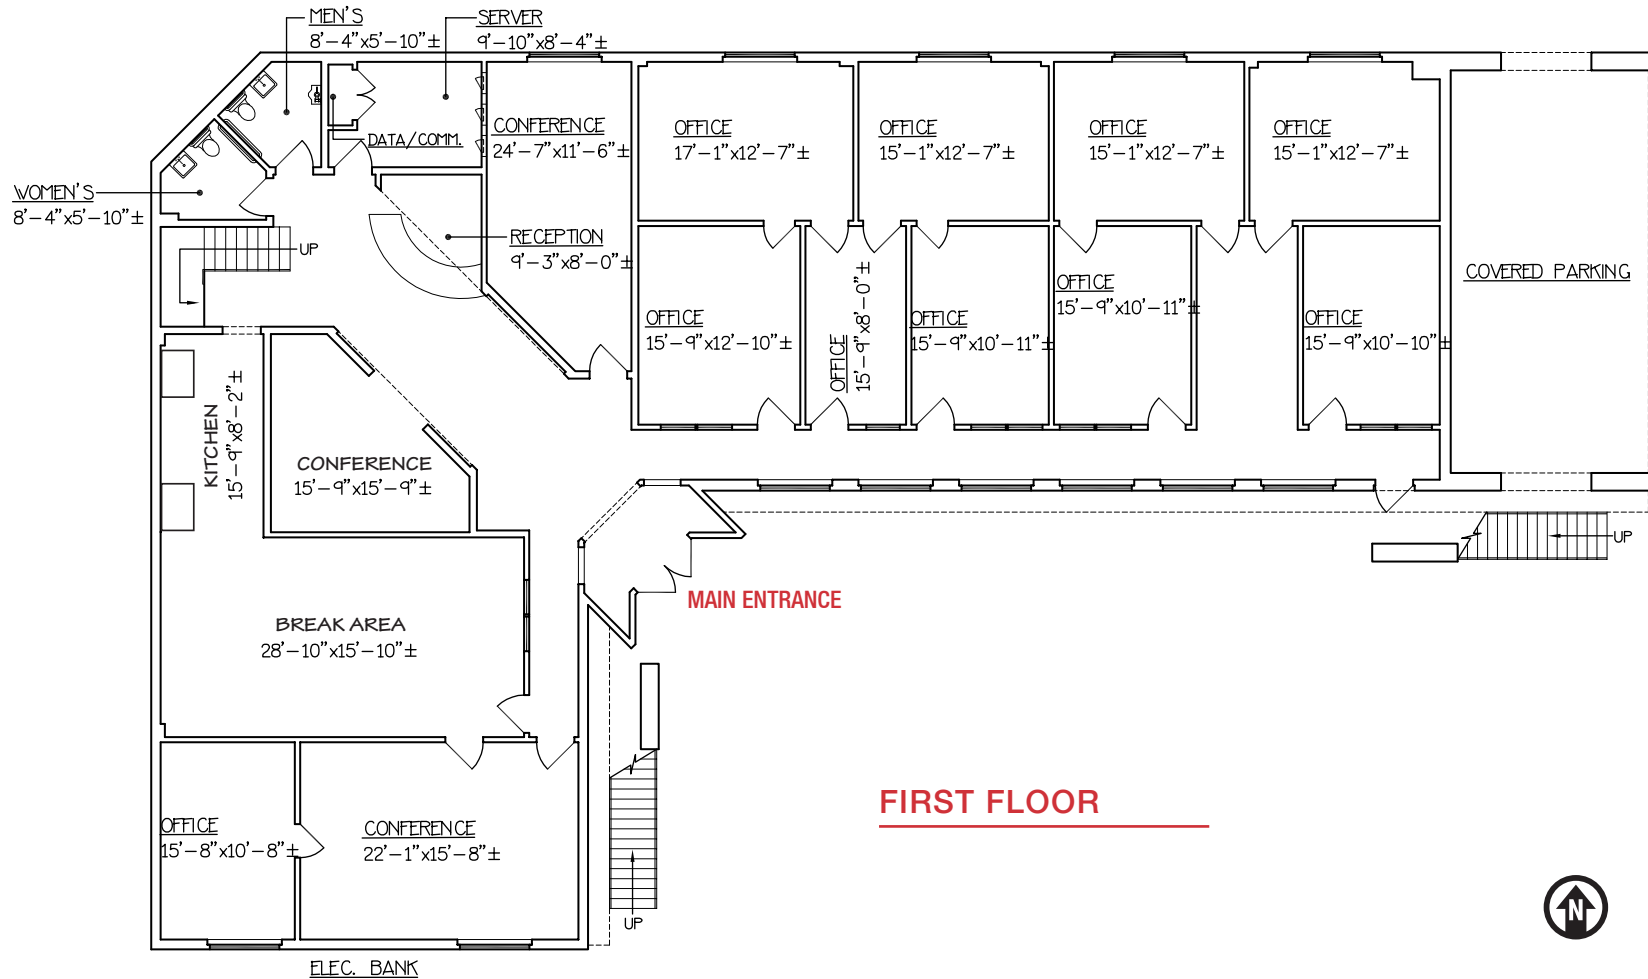 MEN'S
8'-4"x5'-10"±
SERVER
9'-10"x8'-4"±
DATA/COMM.
CONFERENCE
24'-7"x11'-6"±
OFFICE
17'-1"x12'-7"±
OFFICE
15'-1"x12'-7"±
OFFICE
15'-1"x12'-7"±
OFFICE
15'-1"x12'-7"±
WOMEN'S
8'-4"x5'-10"±
UP
RECEPTION
9'-3"x8'-0"±
COVERED PARKING
OFFICE
15'-9"x12'-10"±
OFFICE
15'-9"x8'-0"±
OFFICE
15'-9"x10'-11"±
OFFICE
15'-9"x10'-11"±
OFFICE
15'-9"x10'-10"±
KITCHEN
15'-9"x8'-2"±
CONFERENCE
15'-9"x15'-9"±
UP
MAIN ENTRANCE
BREAK AREA
28'-10"x15'-10"±
FIRST FLOOR
OFFICE
15'-8"x10'-8"±
CONFERENCE
22'-1"x15'-8"±
UP
N
ELEC. BANK